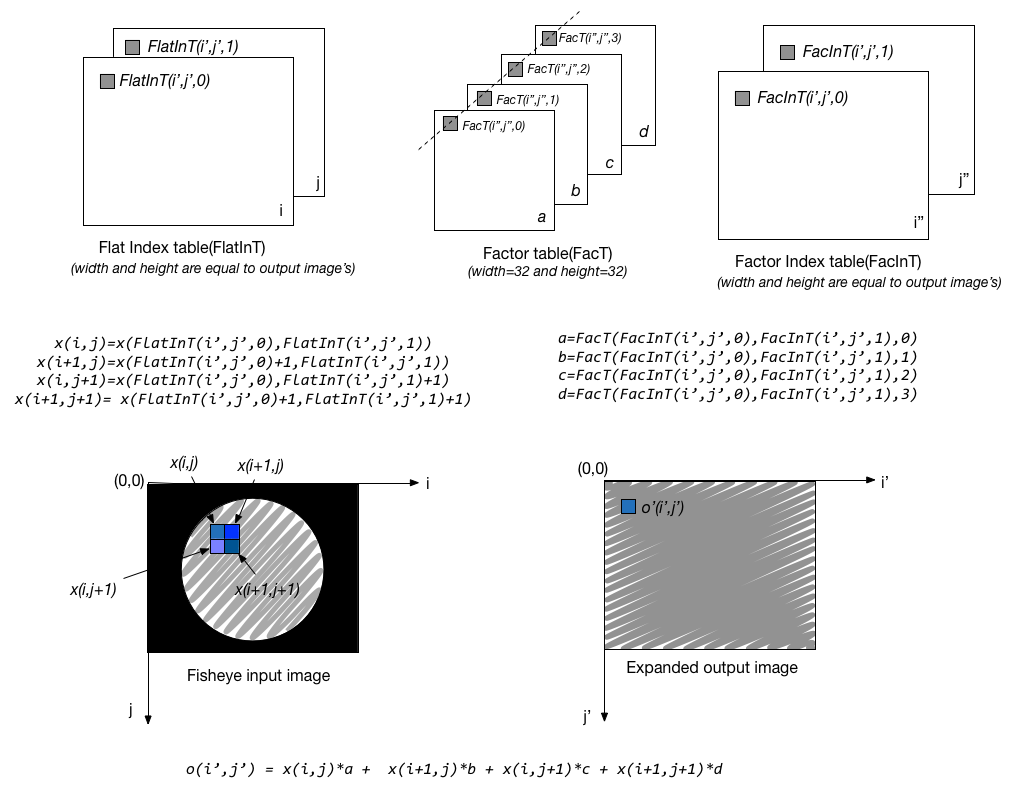 FlatInT(i’,j’,1)
FlatInT(i’,j’,0)
j
i
Flat Index table(FlatInT)
(width and height are equal to output image’s)
FacT(i”,j”,3)
FacT(i”,j”,2)
FacT(i”,j”,1)
FacT(i”,j”,0)
d
c
b
a
Factor table(FacT)
(width=32 and height=32)
FacInT(i’,j’,1)
FacInT(i’,j’,0)
j”
i”
Factor Index table(FacInT)
(width and height are equal to output image’s)
x(i,j)=x(FlatInT(i’,j’,0),FlatInT(i’,j’,1))
x(i+1,j)=x(FlatInT(i’,j’,0)+1,FlatInT(i’,j’,1))
x(i,j+1)=x(FlatInT(i’,j’,0),FlatInT(i’,j’,1)+1)
x(i+1,j+1)= x(FlatInT(i’,j’,0)+1,FlatInT(i’,j’,1)+1)
a=FacT(FacInT(i’,j’,0),FacInT(i’,j’,1),0)
b=FacT(FacInT(i’,j’,0),FacInT(i’,j’,1),1)
c=FacT(FacInT(i’,j’,0),FacInT(i’,j’,1),2)
d=FacT(FacInT(i’,j’,0),FacInT(i’,j’,1),3)
x(i,j)
x(i+1,j)
(0,0)
i
x(i,j+1)
x(i+1,j+1)
Fisheye input image
j
(0,0)
i’
o’(i’,j’)
Expanded output image
j’
o(i’,j’) = x(i,j)*a + x(i+1,j)*b + x(i,j+1)*c + x(i+1,j+1)*d